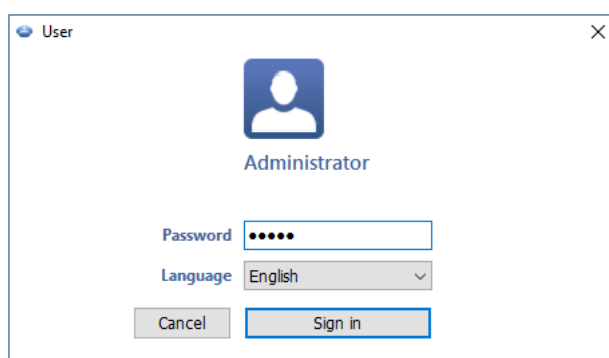 User
Administrator
Password •••••
Language English
Cancel Sign in